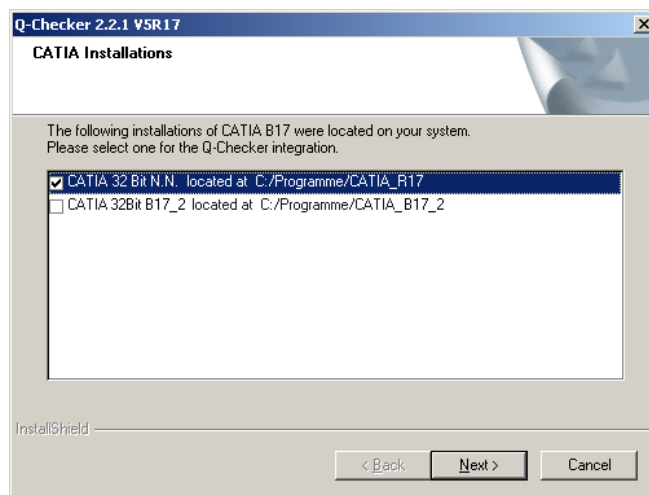 Q-Checker 2.2.1 V5R17
CATIA Installations
The following installations of CATIA B17 were located on your system.
Please select one for the Q-Checker integration.
CATIA 32 Bit N.N. located at C:/Programme/CATIA_R17
CATIA 32Bit B17_2 located at C:/Programme/CATIA_B17_2
InstallShield
< Back Next > Cancel